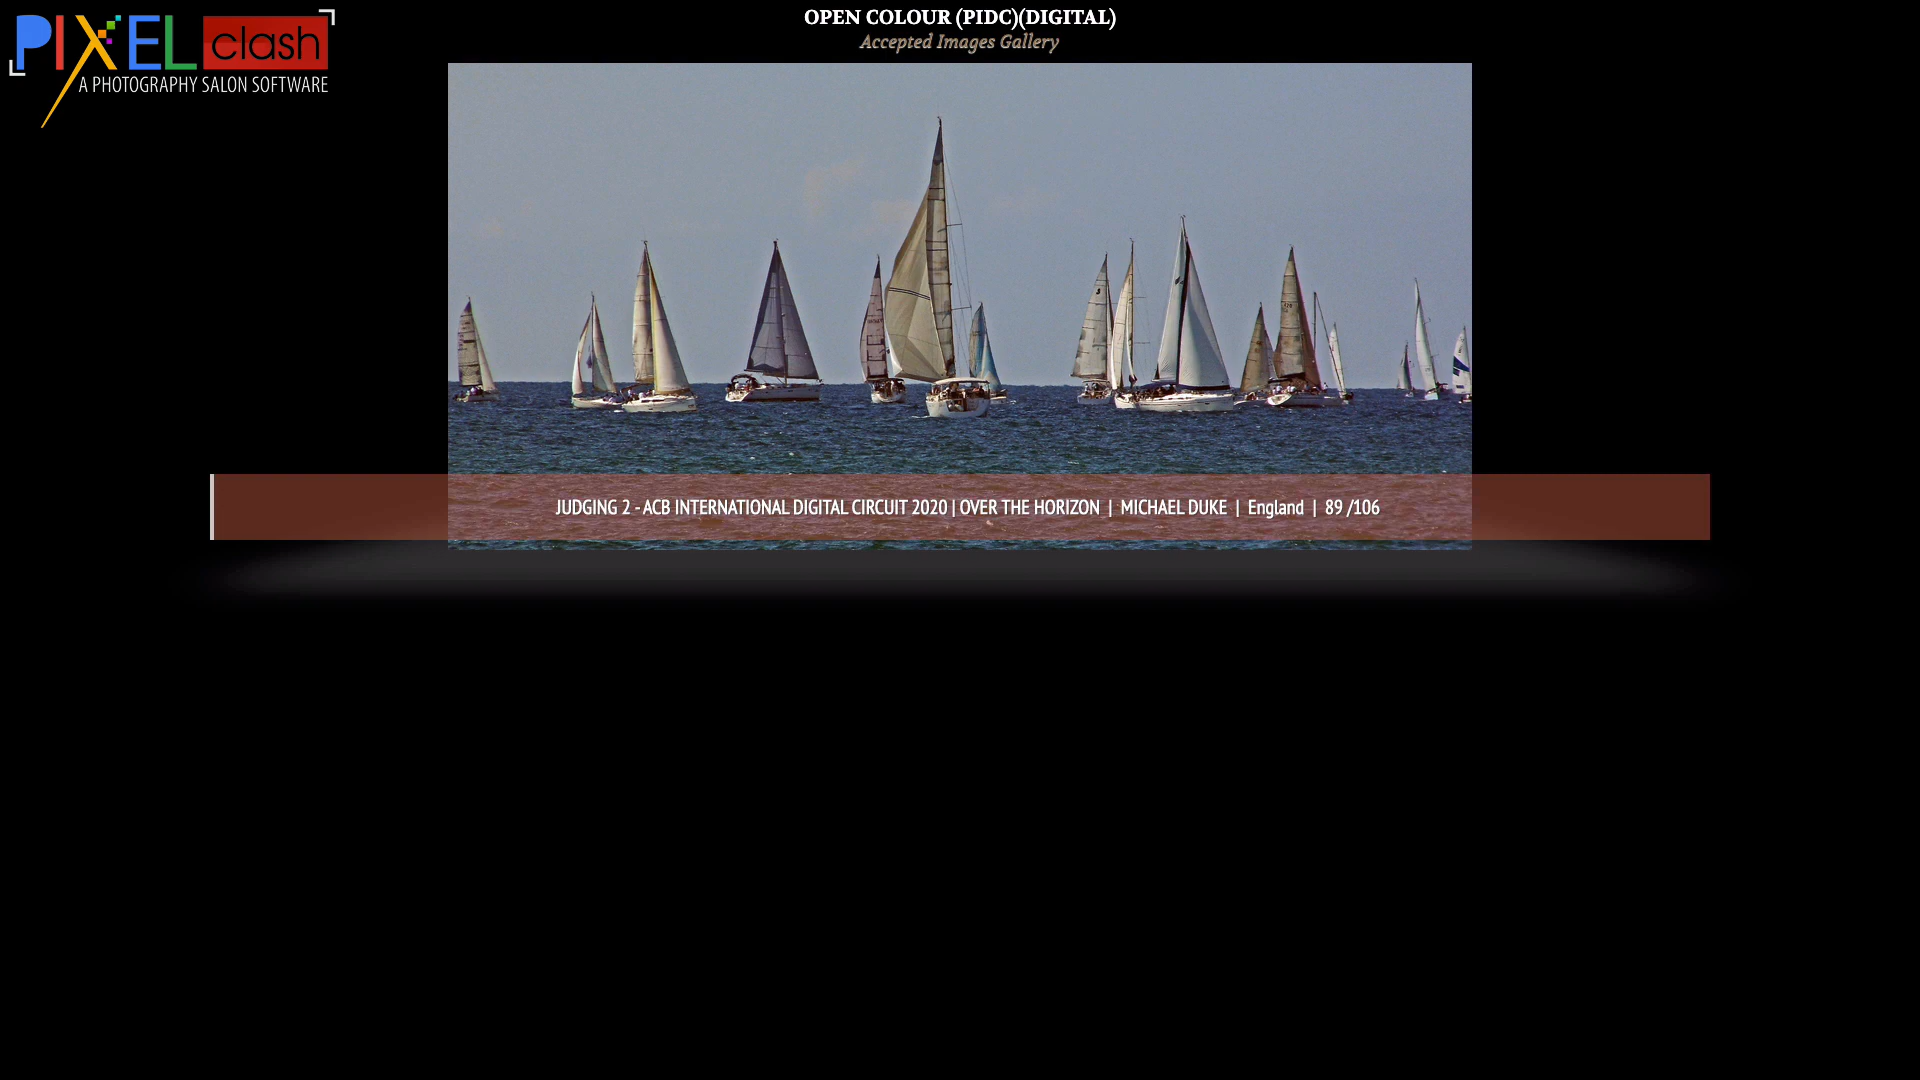 PIXEL clash
A PHOTOGRAPHY SALON SOFTWARE
OPEN COLOUR (PIDC)(DIGITAL)
Accepted Images Gallery
JUDGING 2 - ACB INTERNATIONAL DIGITAL CIRCUIT 2020 | OVER THE HORIZON | MICHAEL DUKE | England | 89 /106